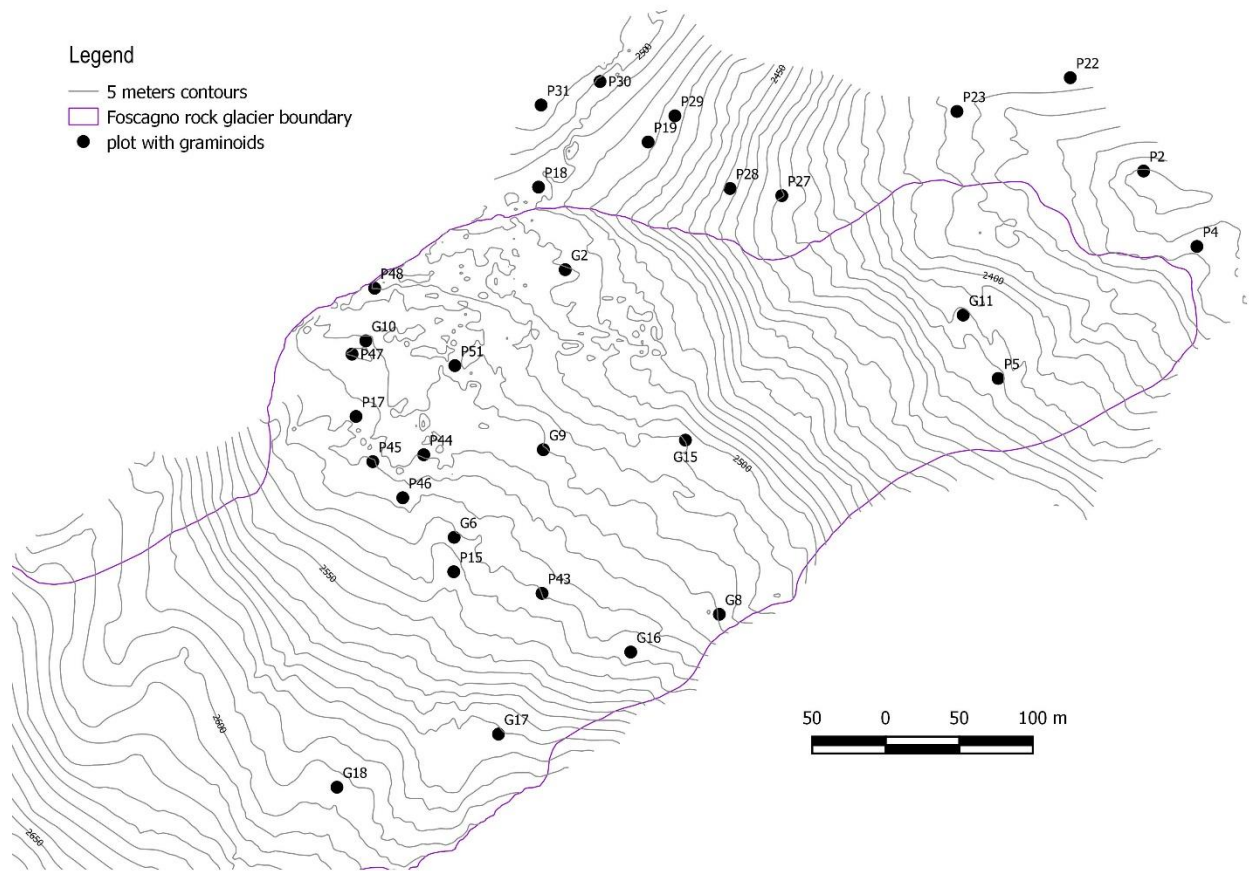 Legend
5 meters contours
Foscagno rock glacier boundary
plot with graminoids
2500
P30
P31
2450
P22
P29
P23
P19
P2
P18
P28
P27
P4
G2
2400
P48
G11
G10
P47
P51
P5
P17
P44
G9
P45
G15
2500
P46
G6
P15
2550
P43
G8
G16
2600
G17
50 0 50 100 m
G18
2650